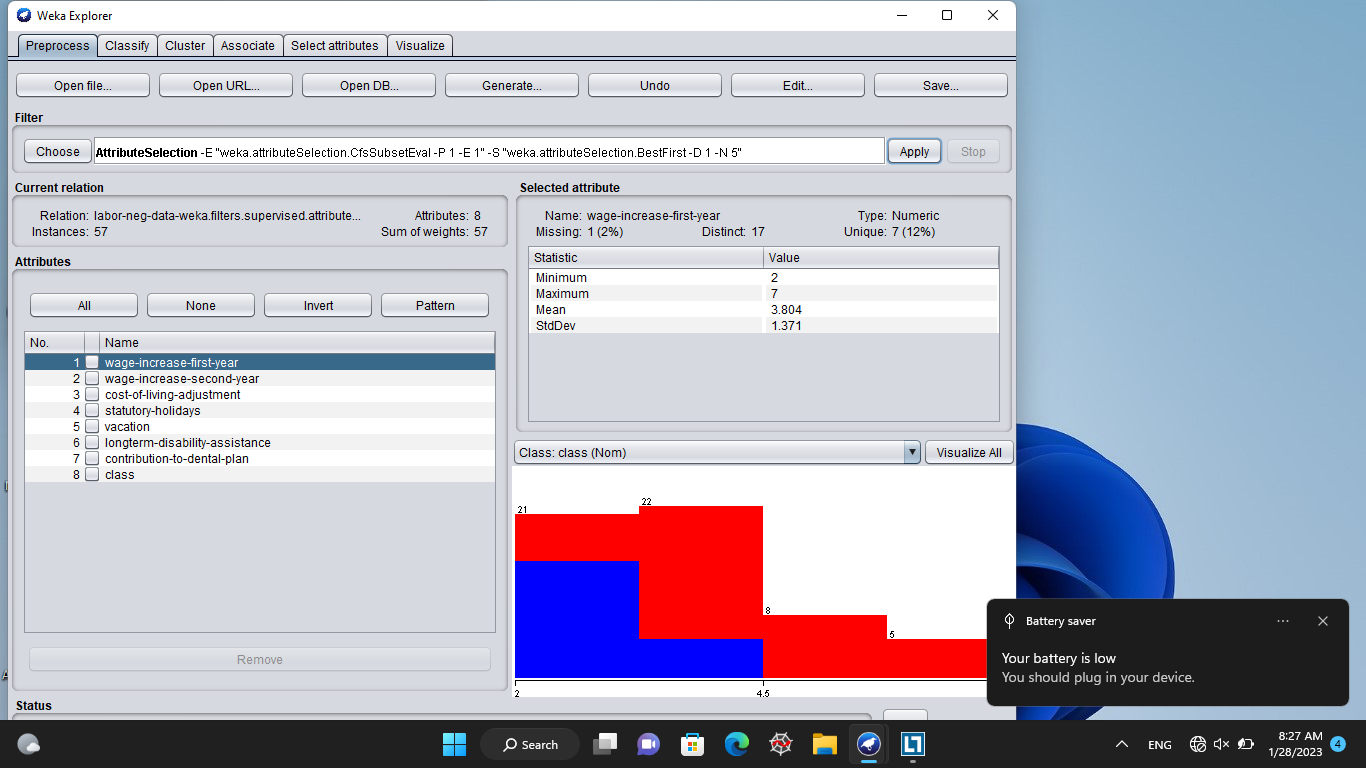 Weka Explorer
Preprocess Classify Cluster Associate Select attributes Visualize
Open file... Open URL... Open DB... Generate... Undo Edit... Save...
Filter
Choose AttributeSelection -E "weka.attributeSelection.CfsSubsetEval -P 1 -E 1" -S "weka.attributeSelection.BestFirst -D 1 -N 5" Apply Stop
Current relation
Relation: labor-neg-data-weka.filters.supervised.attribute... Attributes: 8
Instances: 57 Sum of weights: 57
Attributes
All None Invert Pattern
No. Name
1 wage-increase-first-year
2 wage-increase-second-year
3 cost-of-living-adjustment
4 statutory-holidays
5 vacation
6 longterm-disability-assistance
7 contribution-to-dental-plan
8 class
Remove
Status
Selected attribute
Name: wage-increase-first-year Type: Numeric
Missing: 1 (2%) Distinct: 17 Unique: 7 (12%)
Statistic Value
Minimum 2
Maximum 7
Mean 3.804
StdDev 1.371
Class: class (Nom) Visualize All
21
22
8
5
2 4.5
Battery saver
Your battery is low
You should plug in your device.
Search
ENG
8:27 AM
1/28/2023
4